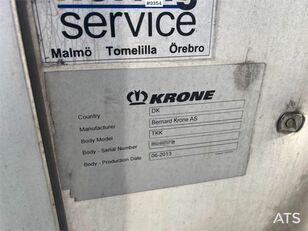 #9354
service
Malmö Tomelilla Örebro
KRONE
Country DK
Manufacturer Bernard Krone AS
Body Model TKK
Body - Serial Number
Body - Production Date 06-2013
ATS